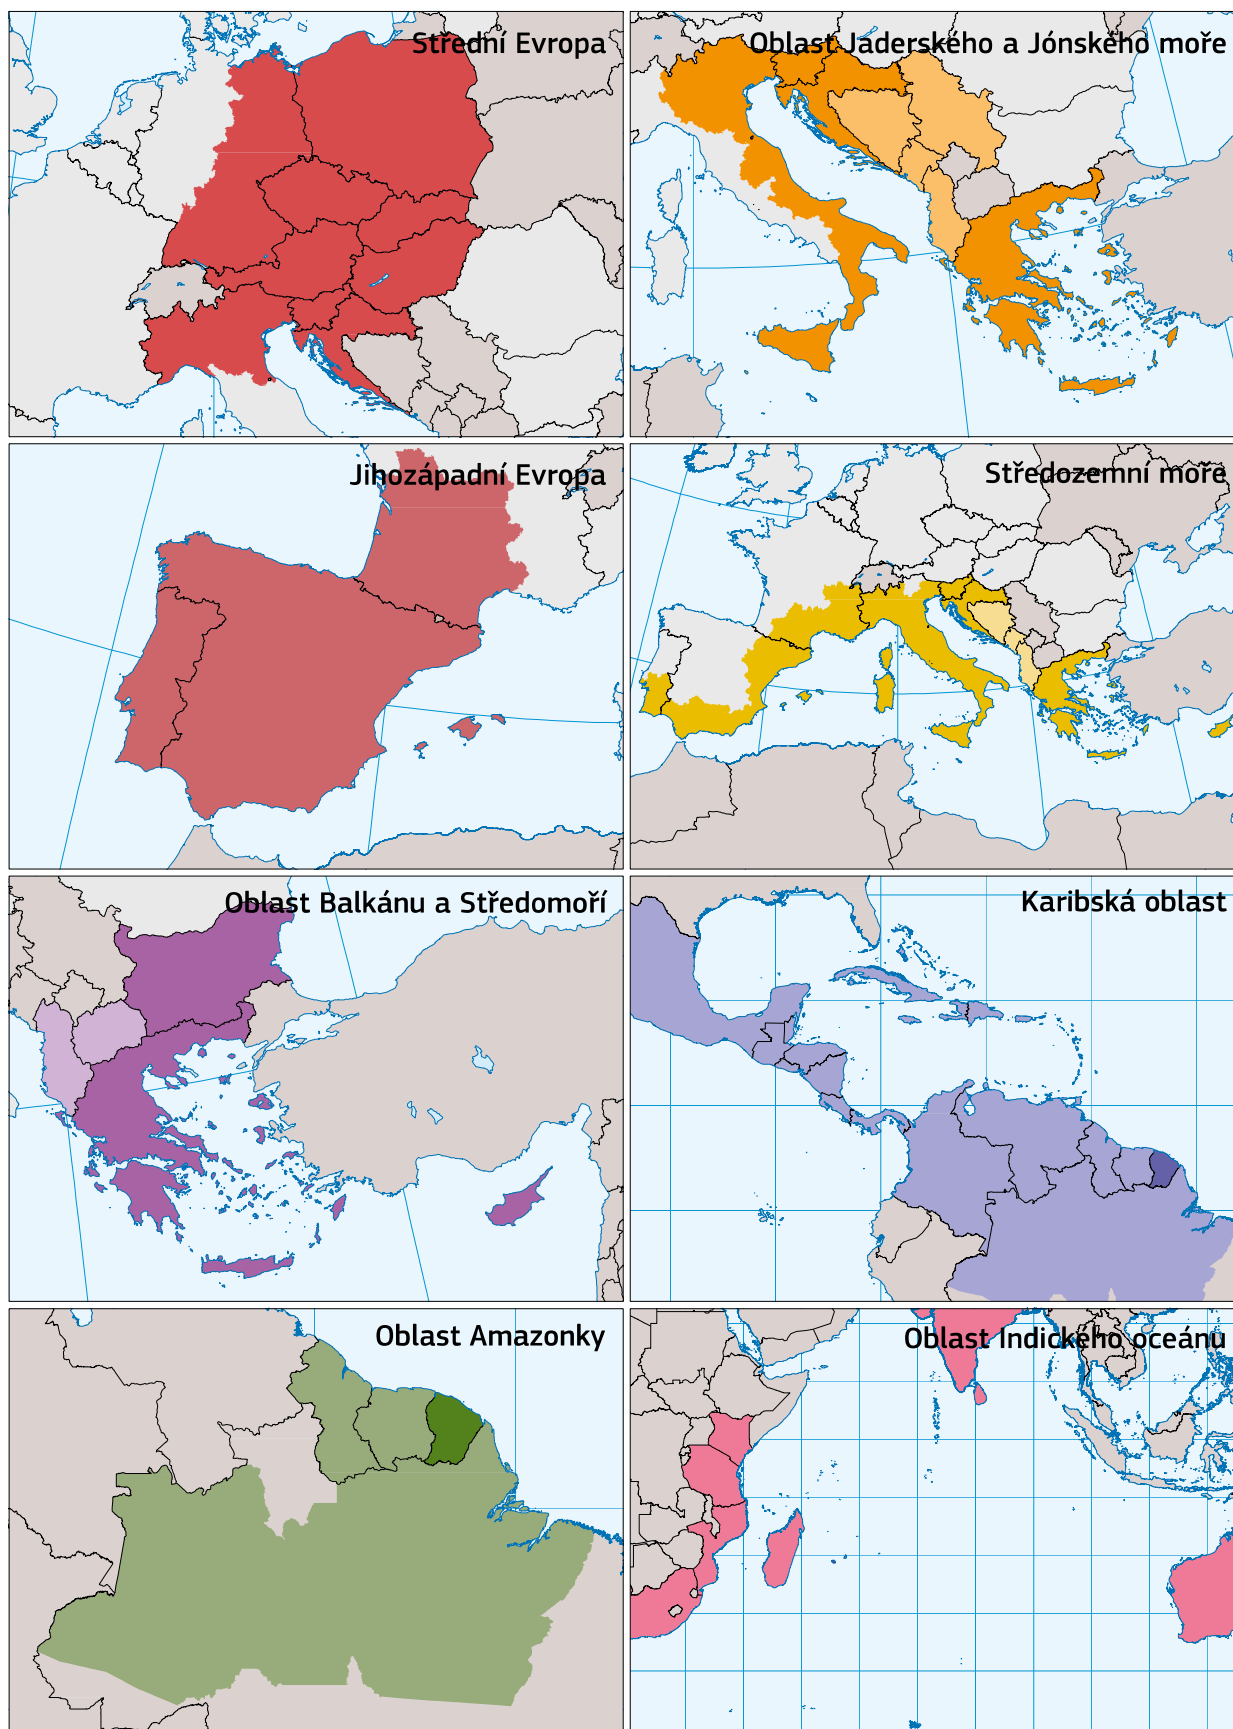 Střední Evropa
Oblast Jaderského a Jónského moře
Jihozápadní Evropa
Středozemní moře
Oblast Balkánu a Středomoří
Karibská oblast
Oblast Amazonky
Oblast Indického oceánu